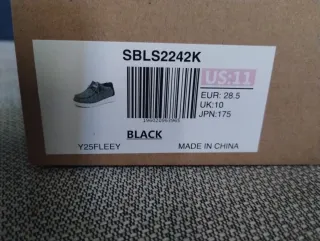 SBLS2242K
US:11
EUR: 28.5
UK:10
JPN:175
BLACK
Y25FLEEY
MADE IN CHINA